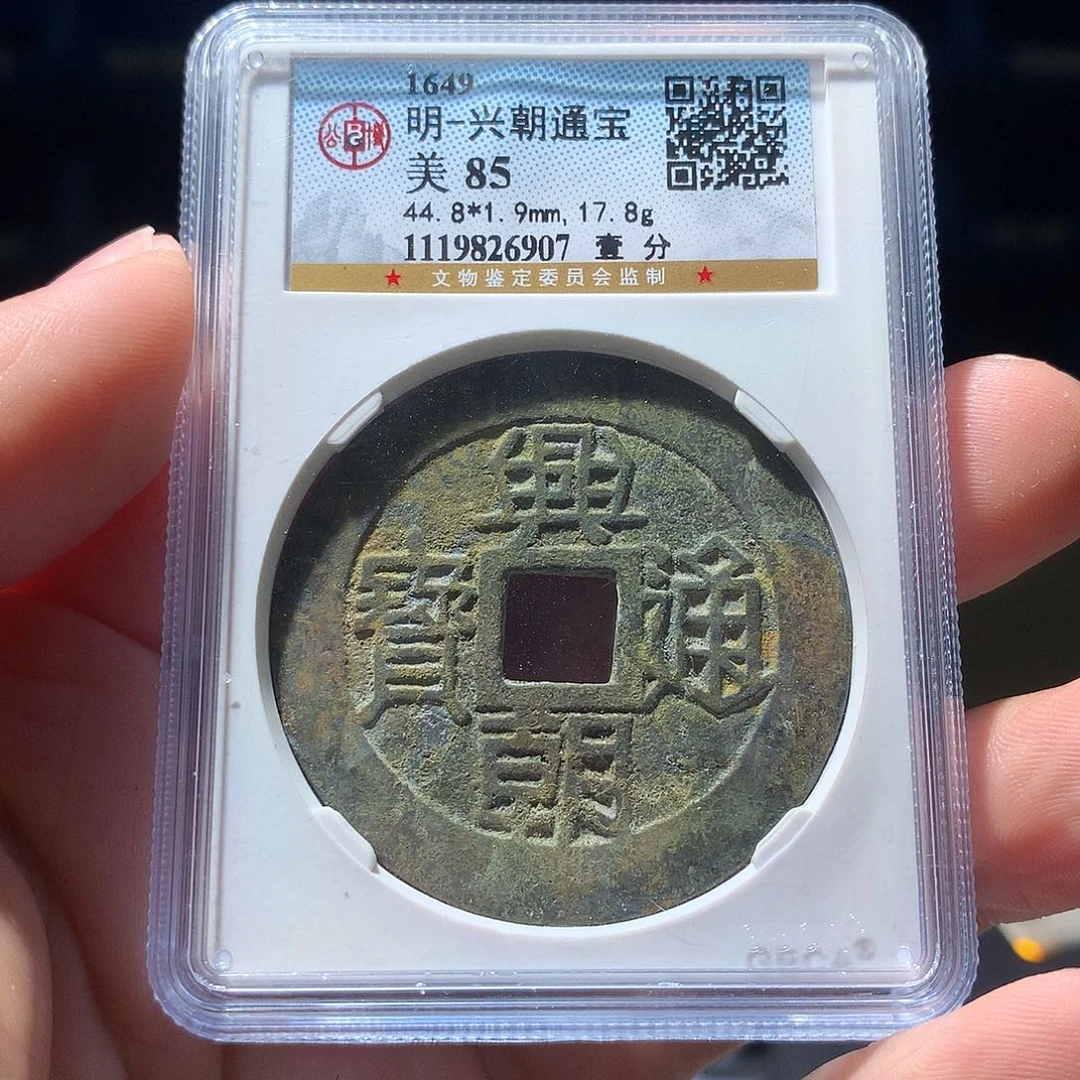 1649
明-兴朝通宝
美 85
44.8*1.9mm, 17.8g
1119826907 壹 分
★ 文物鉴定委员会监制 ★
興
寶 通
朝